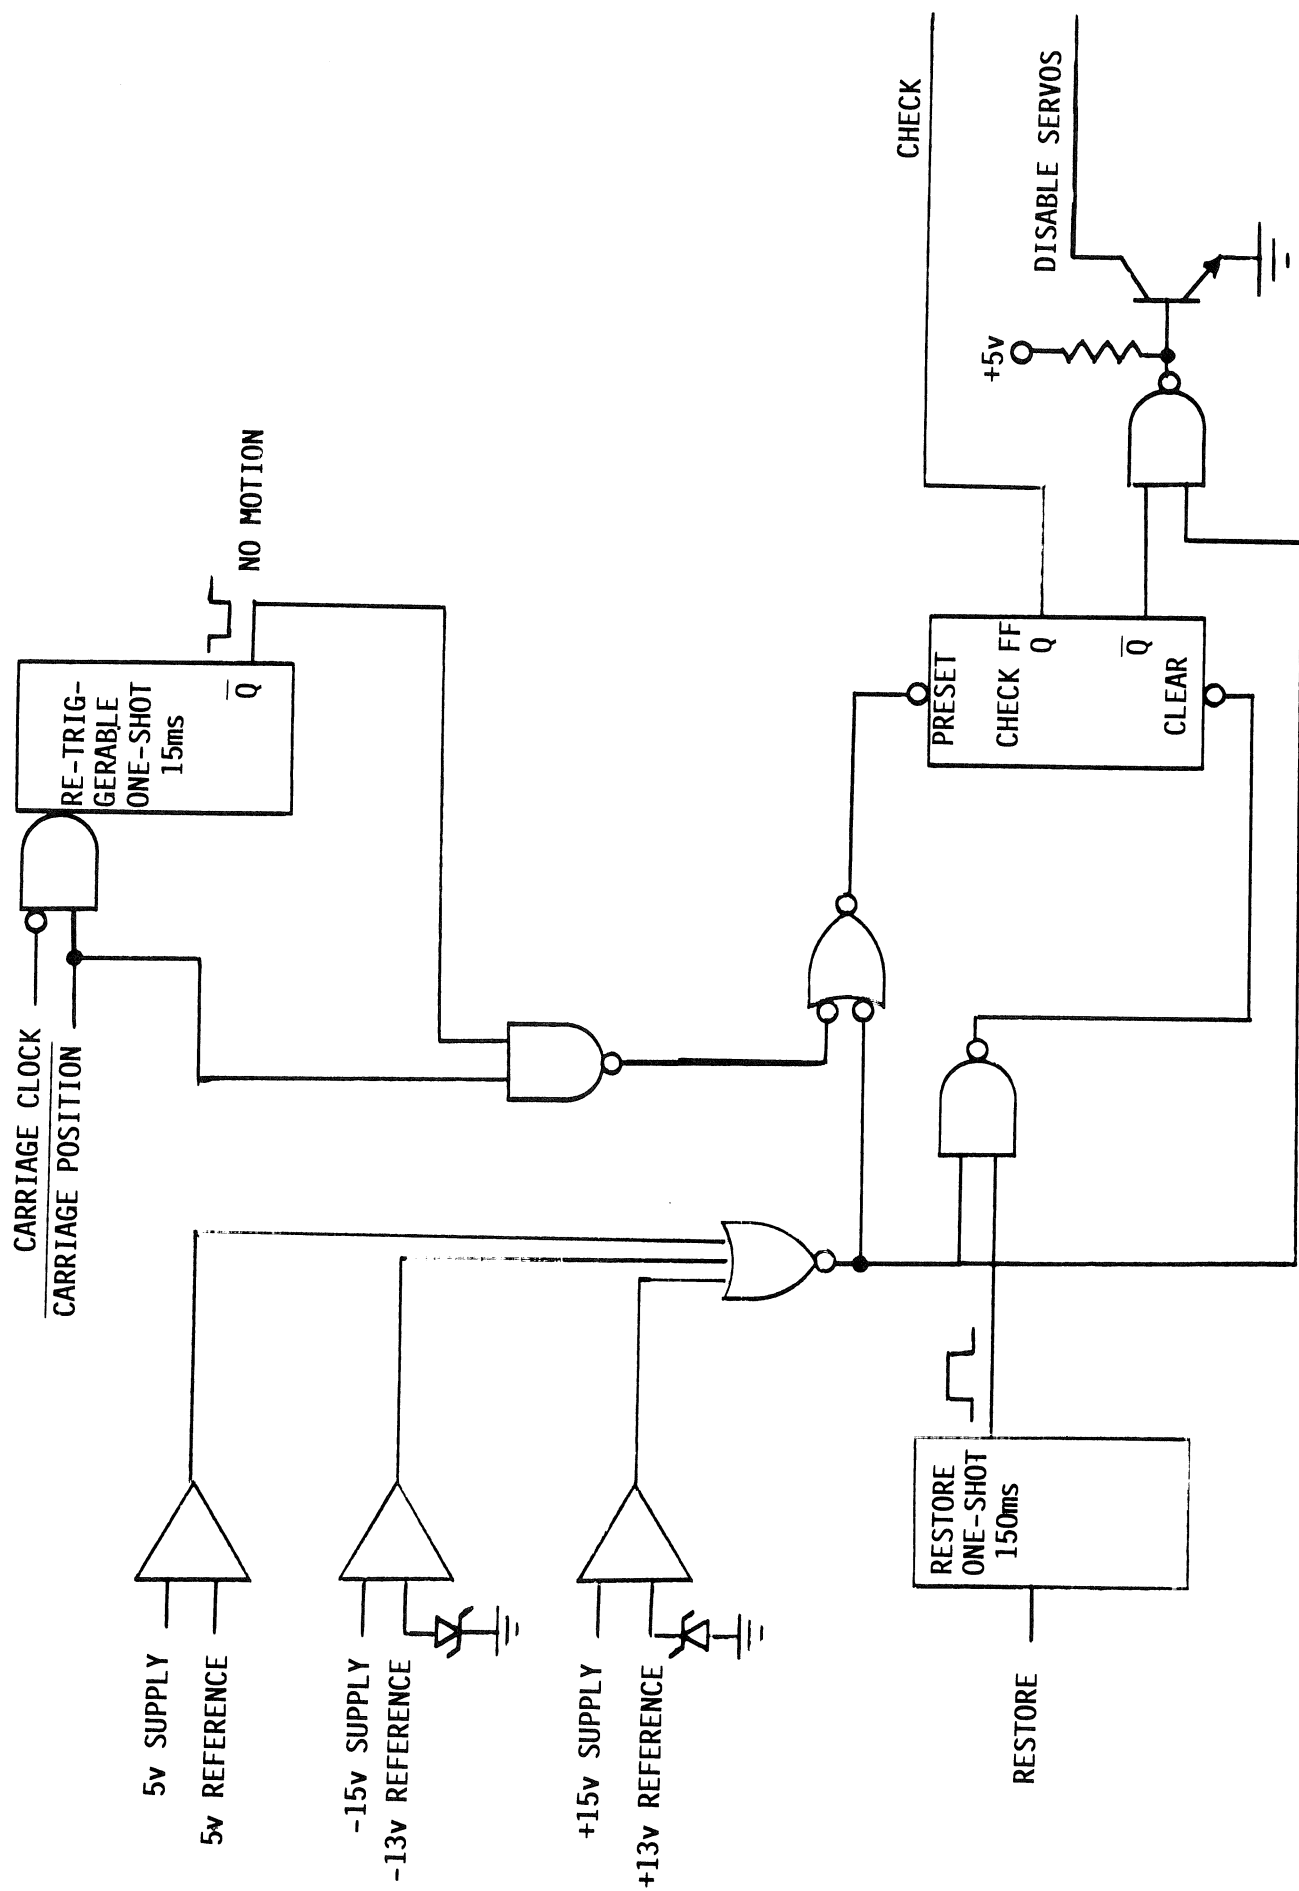 CARRIAGE CLOCK
CARRIAGE POSITION
RE-TRIG-
GERABLE
ONE-SHOT
15ms
Q
NO MOTION
5v SUPPLY
5v REFERENCE
-15v SUPPLY
-13v REFERENCE
+15v SUPPLY
+13v REFERENCE
RESTORE
RESTORE
ONE-SHOT
150ms
PRESET
CHECK FF
Q
Q
CLEAR
CHECK
+5v
DISABLE SERVOS